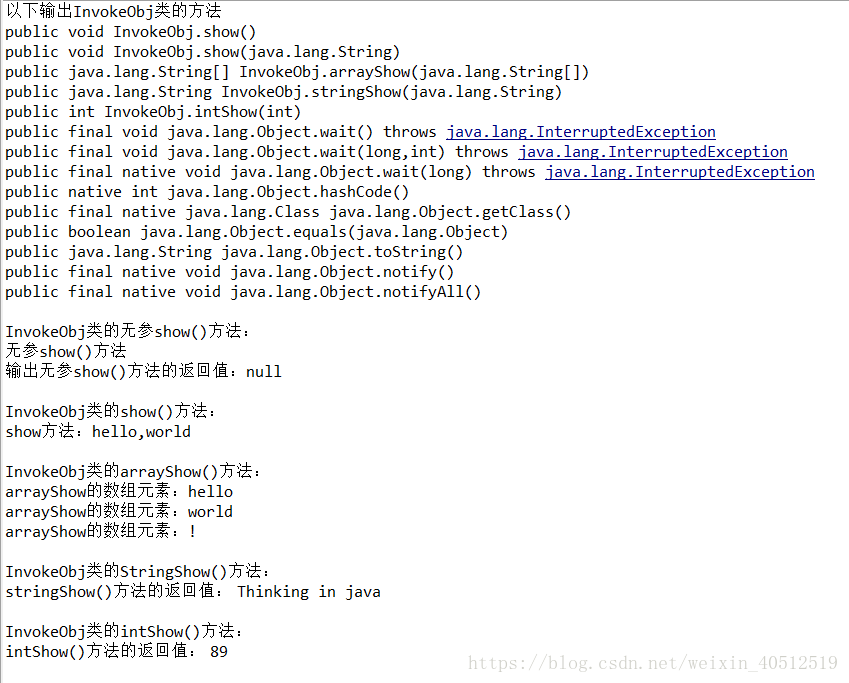 以下输出InvokeObj类的方法
public void InvokeObj.show()
public void InvokeObj.show(java.lang.String)
public java.lang.String[] InvokeObj.arrayShow(java.lang.String[])
public java.lang.String InvokeObj.stringShow(java.lang.String)
public int InvokeObj.intShow(int)
public final void java.lang.Object.wait() throws java.lang.InterruptedException
public final void java.lang.Object.wait(long,int) throws java.lang.InterruptedException
public final native void java.lang.Object.wait(long) throws java.lang.InterruptedException
public native int java.lang.Object.hashCode()
public final native java.lang.Class java.lang.Object.getClass()
public boolean java.lang.Object.equals(java.lang.Object)
public java.lang.String java.lang.Object.toString()
public final native void java.lang.Object.notify()
public final native void java.lang.Object.notifyAll()
InvokeObj类的无参show()方法：
无参show()方法
输出无参show()方法的返回值：null
InvokeObj类的show()方法：
show方法：hello,world
InvokeObj类的arrayShow()方法：
arrayShow的数组元素：hello
arrayShow的数组元素：world
arrayShow的数组元素：!
InvokeObj类的StringShow()方法：
stringShow()方法的返回值： Thinking in java
InvokeObj类的intShow()方法：
intShow()方法的返回值： 89
https://blog.csdn.net/weixin_40512519